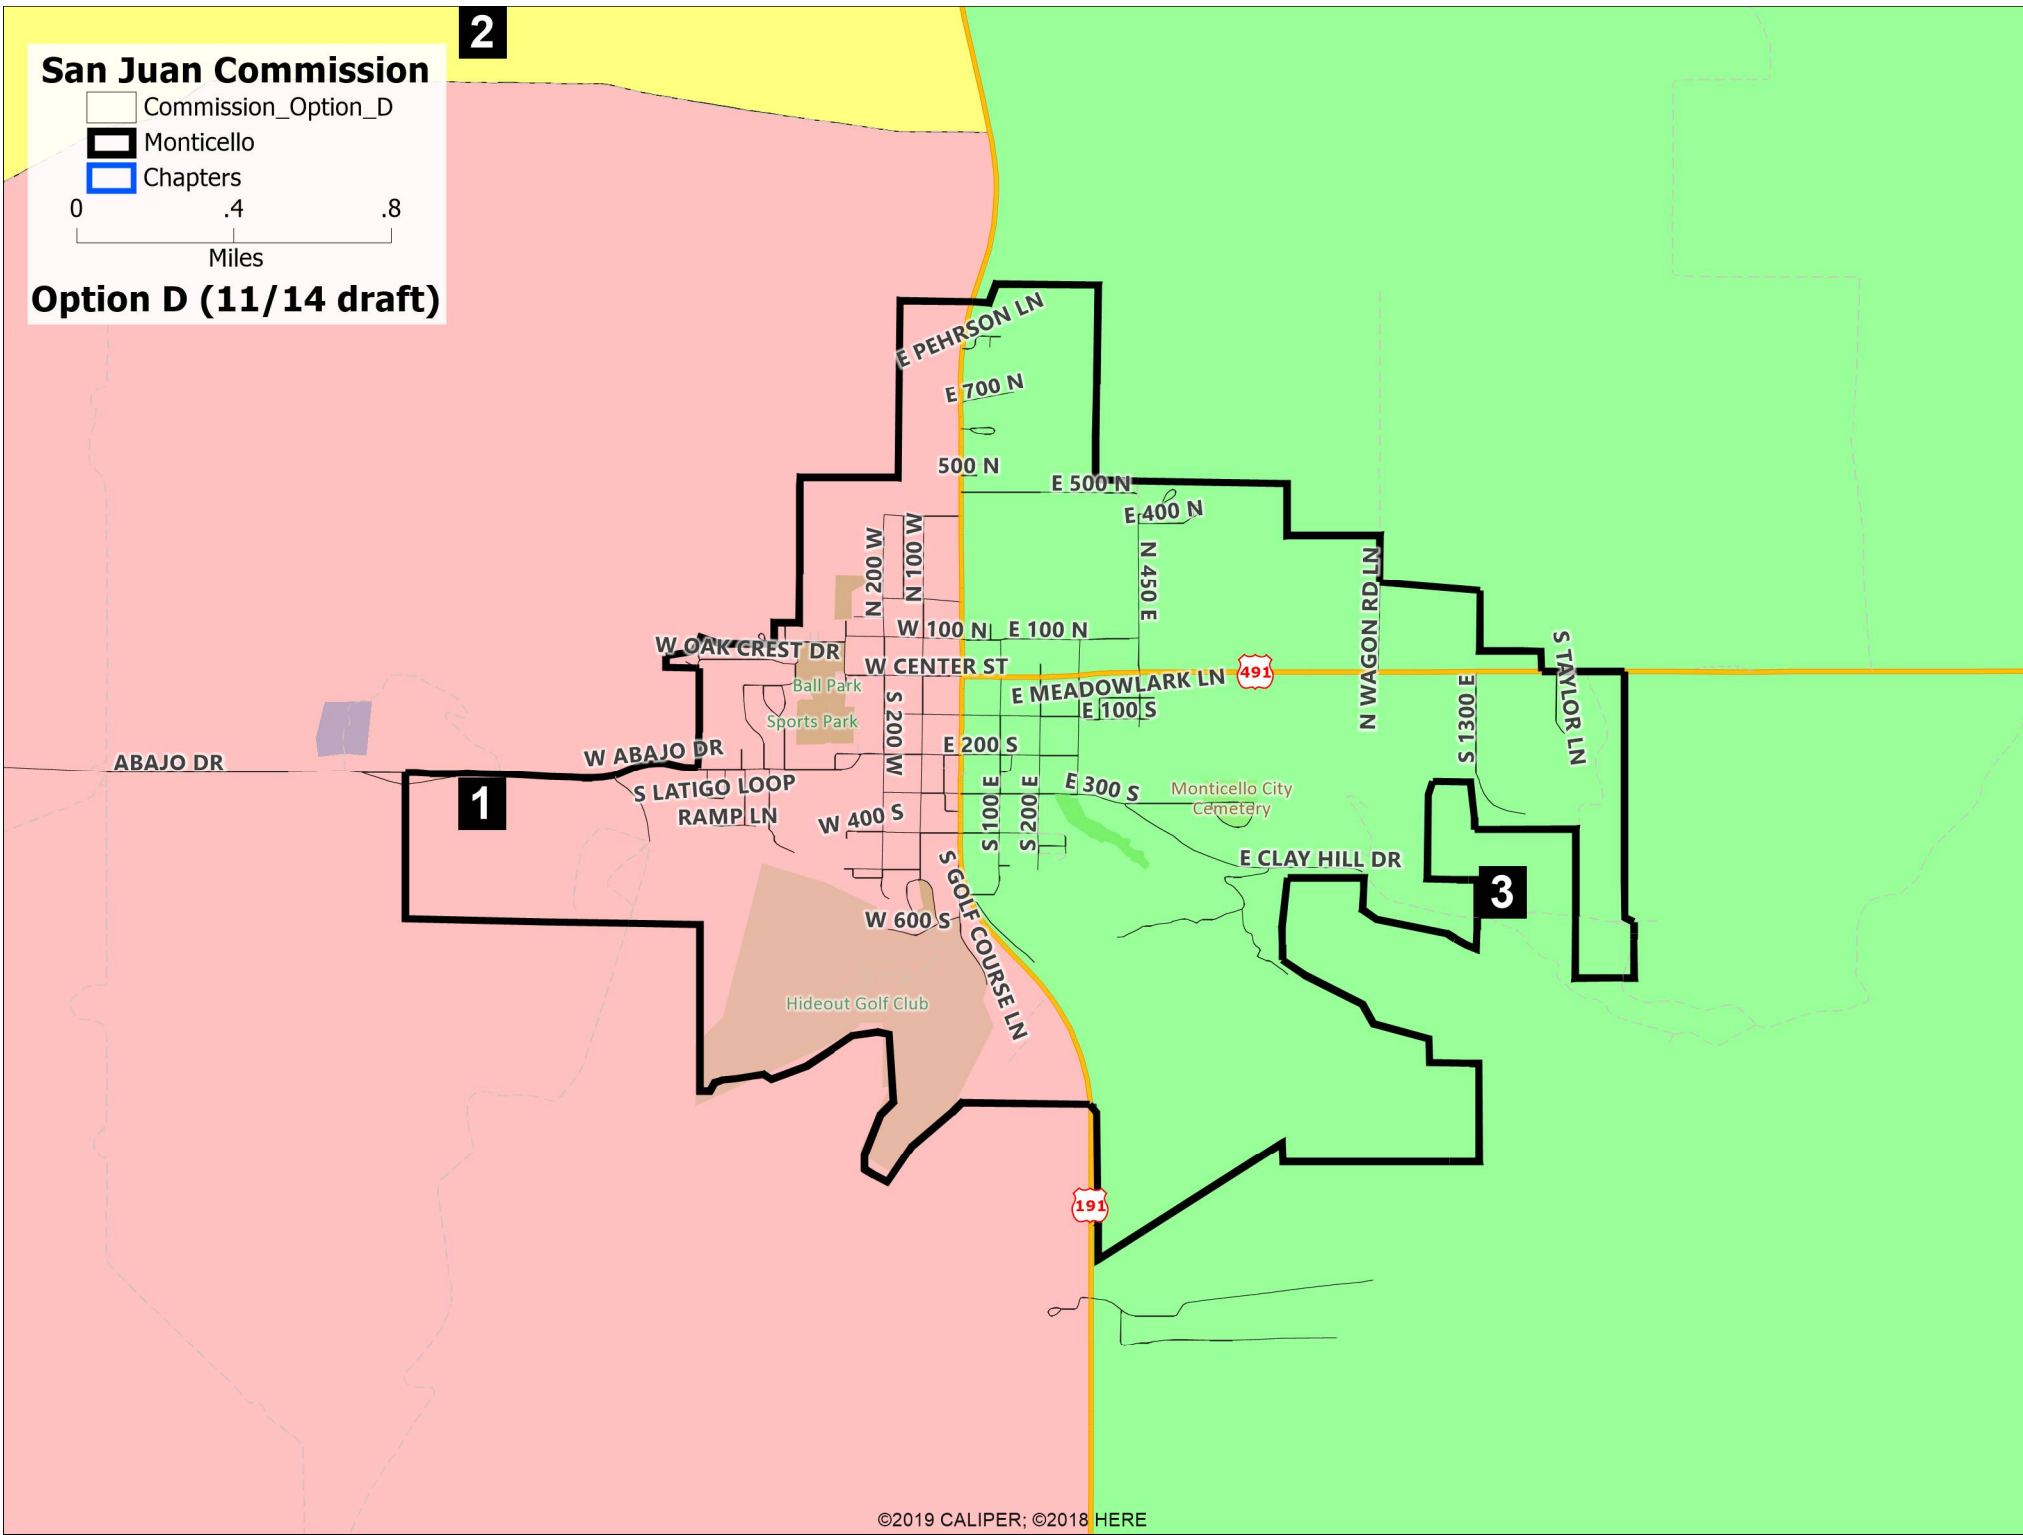 2
San Juan Commission
Commission_Option_D
Monticello
Chapters
0 .4 .8
Miles
Option D (11/14 draft)
E PEHRSON LN
E 700 N
500 N
E 500 N
E 400 N
N 200 W
N 100 W
N 450 E
N WAGON RD LN
W 100 N
E 100 N
W OAK CREST DR
W CENTER ST
491
S TAYLOR LN
Ball Park
E MEADOWLARK LN
E 100 S
S 1300 E
Sports Park
S 200 W
E 200 S
ABAJO DR
W ABAJO DR
S LATIGO LOOP
1
RAMP LN
W 400 S
S 100 E
S 200 E
E 300 S
Monticello City
Cemetery
E CLAY HILL DR
3
W 600 S
S GOLF COURSE LN
Hideout Golf Club
191
©2019 CALIPER; ©2018 HERE